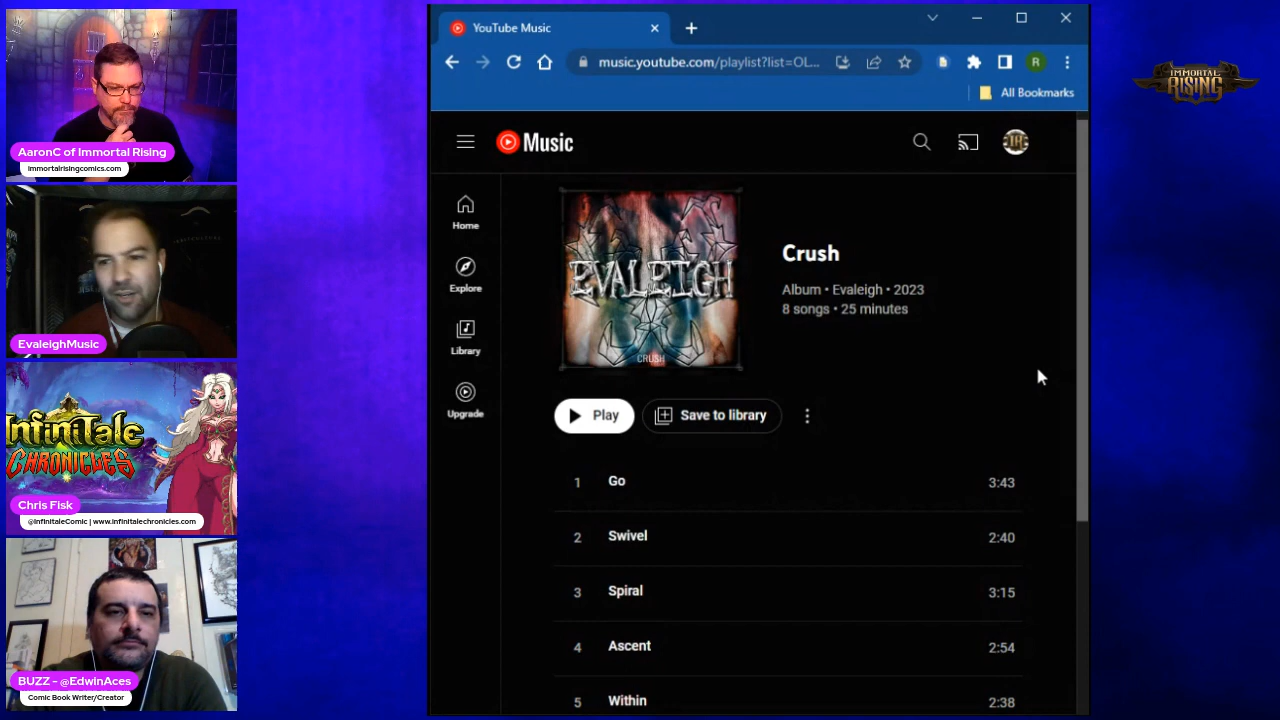 AaronC of Immortal Rising
immortalrisingcomics.com
EvaleighMusic
InfiniTale
CHRONICLES
Chris Fisk
@InfinitaleComic | www.infinitalechronicles.com
BUZZ - @EdwinAces
Comic Book Writer/Creator
YouTube Music
music.youtube.com/playlist?list=OL...
R
All Bookmarks
Music
IR
Home
Explore
Library
Upgrade
EVALEIGH
CRUSH
Crush
Album • Evaleigh • 2023
8 songs • 25 minutes
Play
Save to library
1 Go 3:43
2 Swivel 2:40
3 Spiral 3:15
4 Ascent 2:54
5 Within 2:38
IMMORTAL
RISING